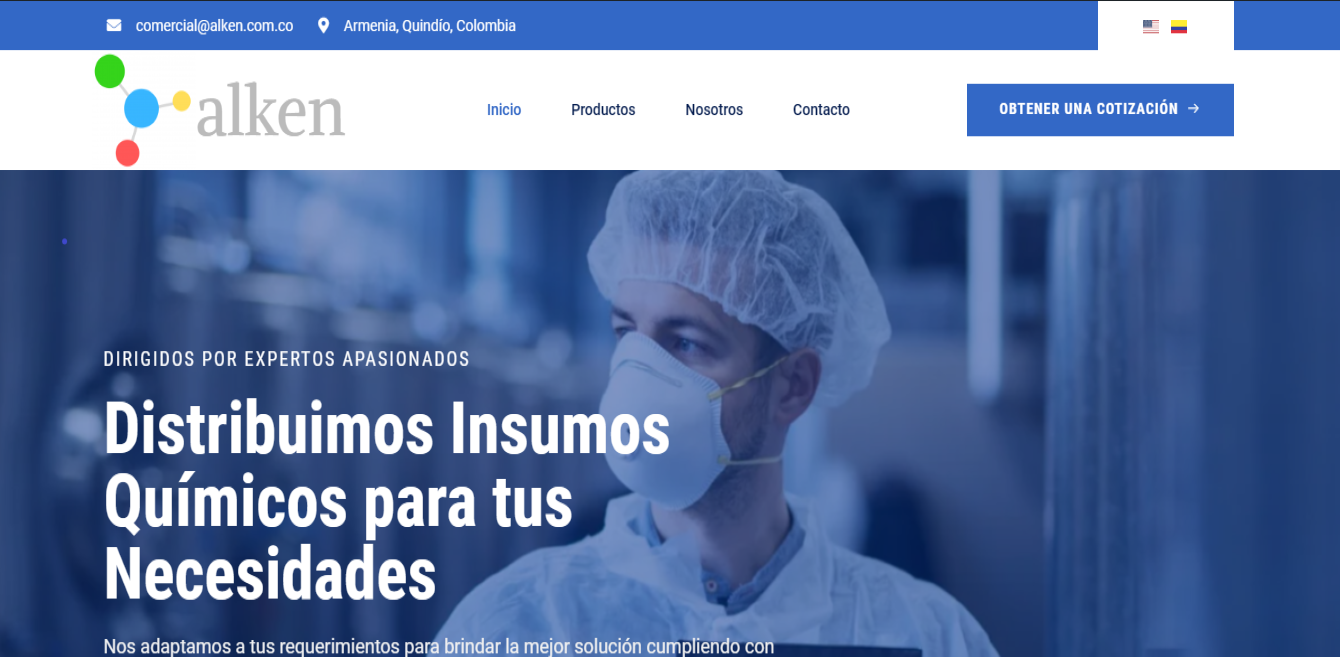 comercial@alken.com.co Armenia, Quindío, Colombia
alken
Inicio Productos Nosotros Contacto
OBTENER UNA COTIZACIÓN →
DIRIGIDOS POR EXPERTOS APASIONADOS
Distribuimos Insumos
Químicos para tus
Necesidades
Nos adaptamos a tus requerimientos para brindar la mejor solución cumpliendo con